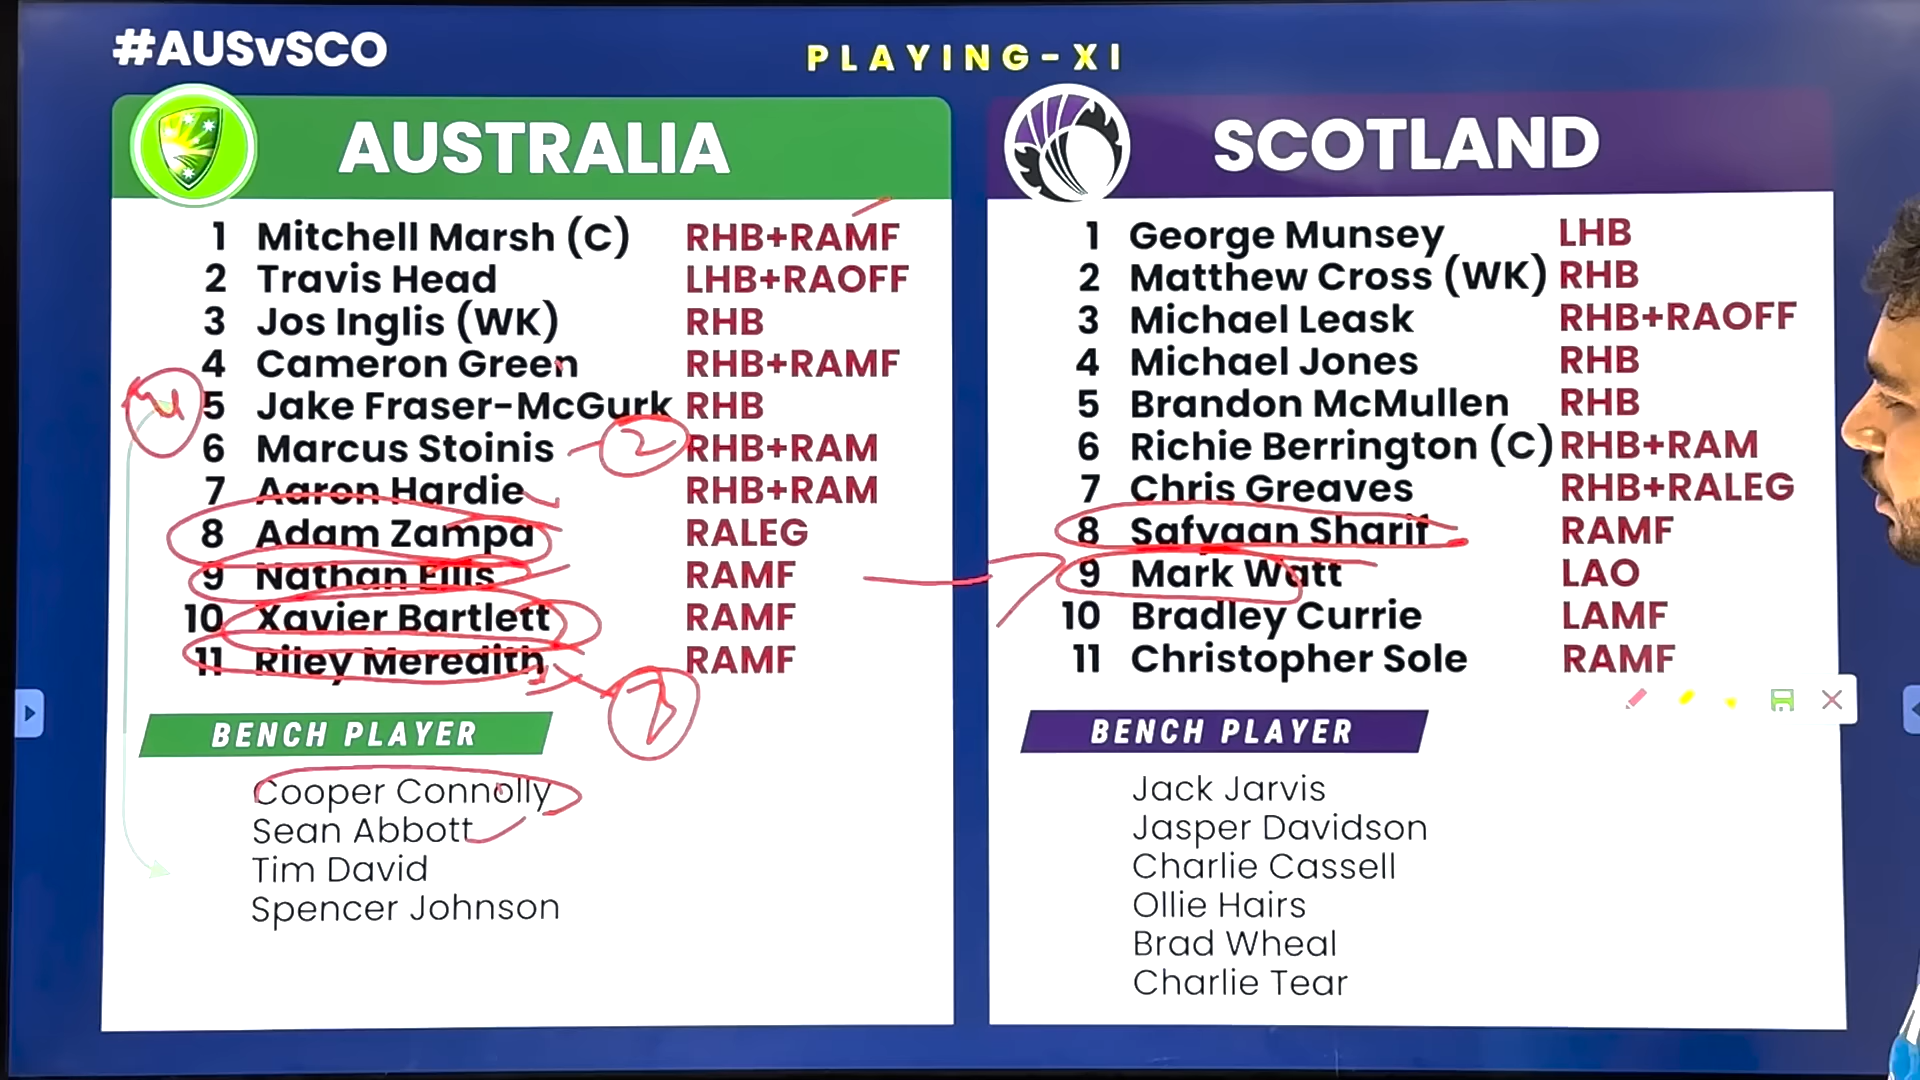 #AUSvSCO
PLAYING-XI
AUSTRALIA
1 Mitchell Marsh (C) RHB+RAMF
2 Travis Head LHB+RAOFF
3 Jos Inglis (WK) RHB
4 Cameron Green RHB+RAMF
5 Jake Fraser-McGurk RHB
6 Marcus Stoinis 2 RHB+RAM
7 Aaron Hardie RHB+RAM
8 Adam Zampa RALEG
9 Nathan Ellis RAMF
10 Xavier Bartlett RAMF
11 Riley Meredith RAMF
BENCH PLAYER
Cooper Connolly
Sean Abbott
Tim David
Spencer Johnson
SCOTLAND
1 George Munsey LHB
2 Matthew Cross (WK) RHB
3 Michael Leask RHB+RAOFF
4 Michael Jones RHB
5 Brandon McMullen RHB
6 Richie Berrington (C) RHB+RAM
7 Chris Greaves RHB+RALEG
8 Safyaan Sharif RAMF
9 Mark Watt LAO
10 Bradley Currie LAMF
11 Christopher Sole RAMF
BENCH PLAYER
Jack Jarvis
Jasper Davidson
Charlie Cassell
Ollie Hairs
Brad Wheal
Charlie Tear